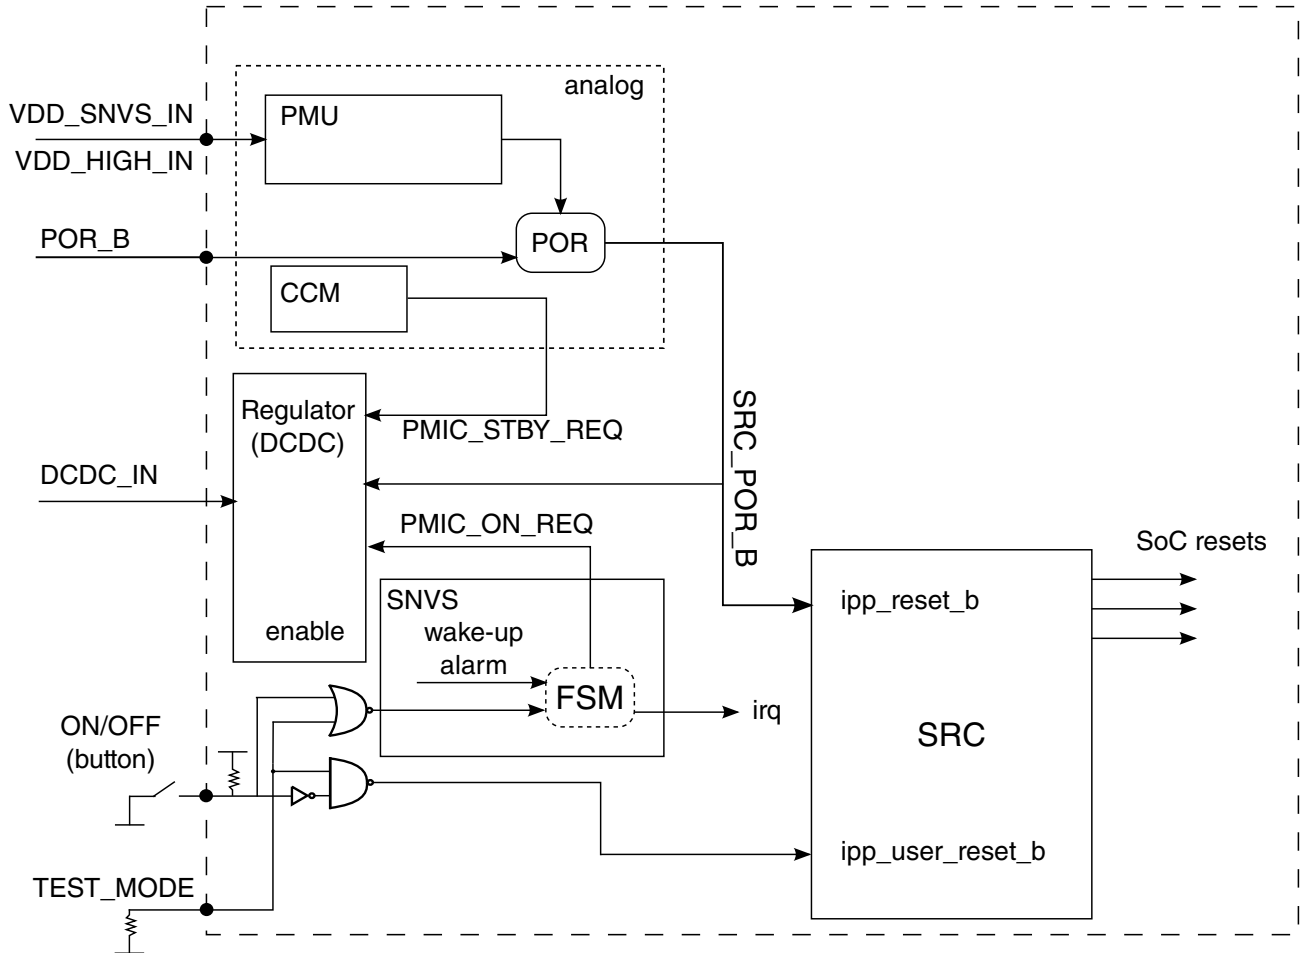 analog
VDD_SNVS_IN
PMU
VDD_HIGH_IN
POR_B
POR
CCM
Regulator
(DCDC)
PMIC_STBY_REQ
SRC_POR_B
DCDC_IN
PMIC_ON_REQ
SoC resets
SNVS
ipp_reset_b
wake-up
alarm
enable
FSM
irq
ON/OFF
(button)
SRC
ipp_user_reset_b
TEST_MODE